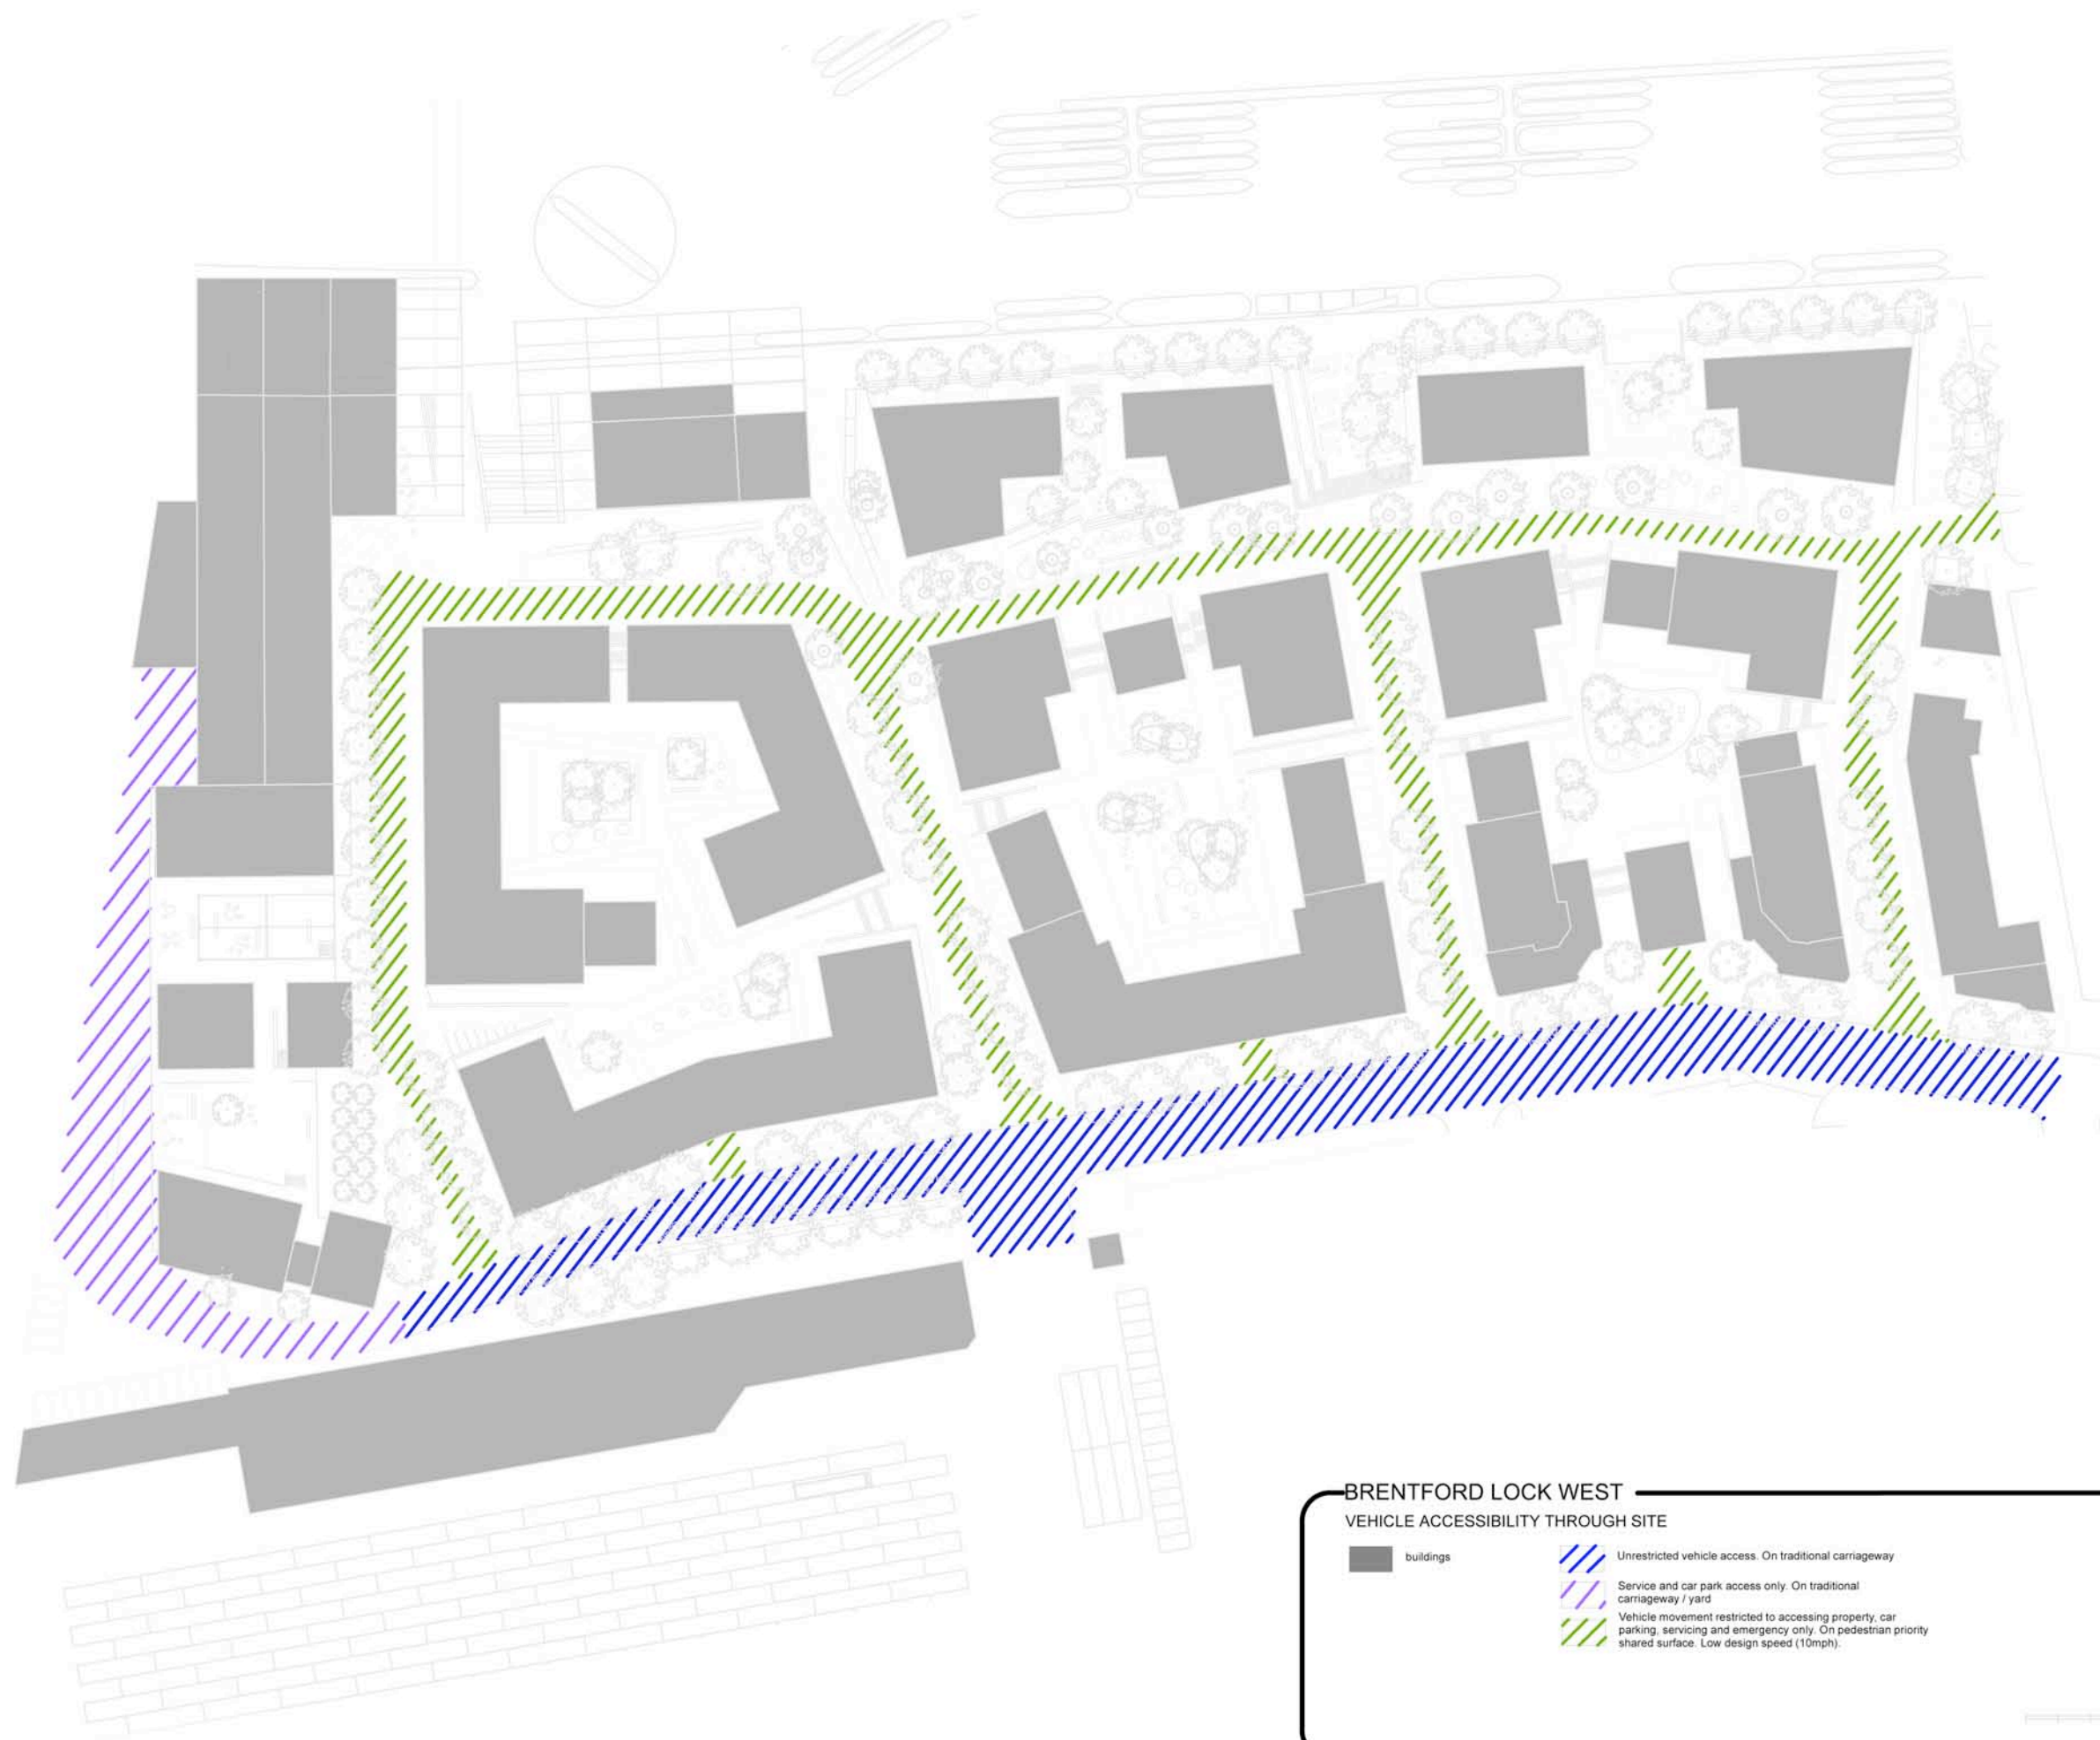 BRENTFORD LOCK WEST
VEHICLE ACCESSIBILITY THROUGH SITE
buildings
Unrestricted vehicle access. On traditional carriageway
Service and car park access only. On traditional
carriageway / yard
Vehicle movement restricted to accessing property, car
parking, servicing and emergency only. On pedestrian priority
shared surface. Low design speed (10mph).